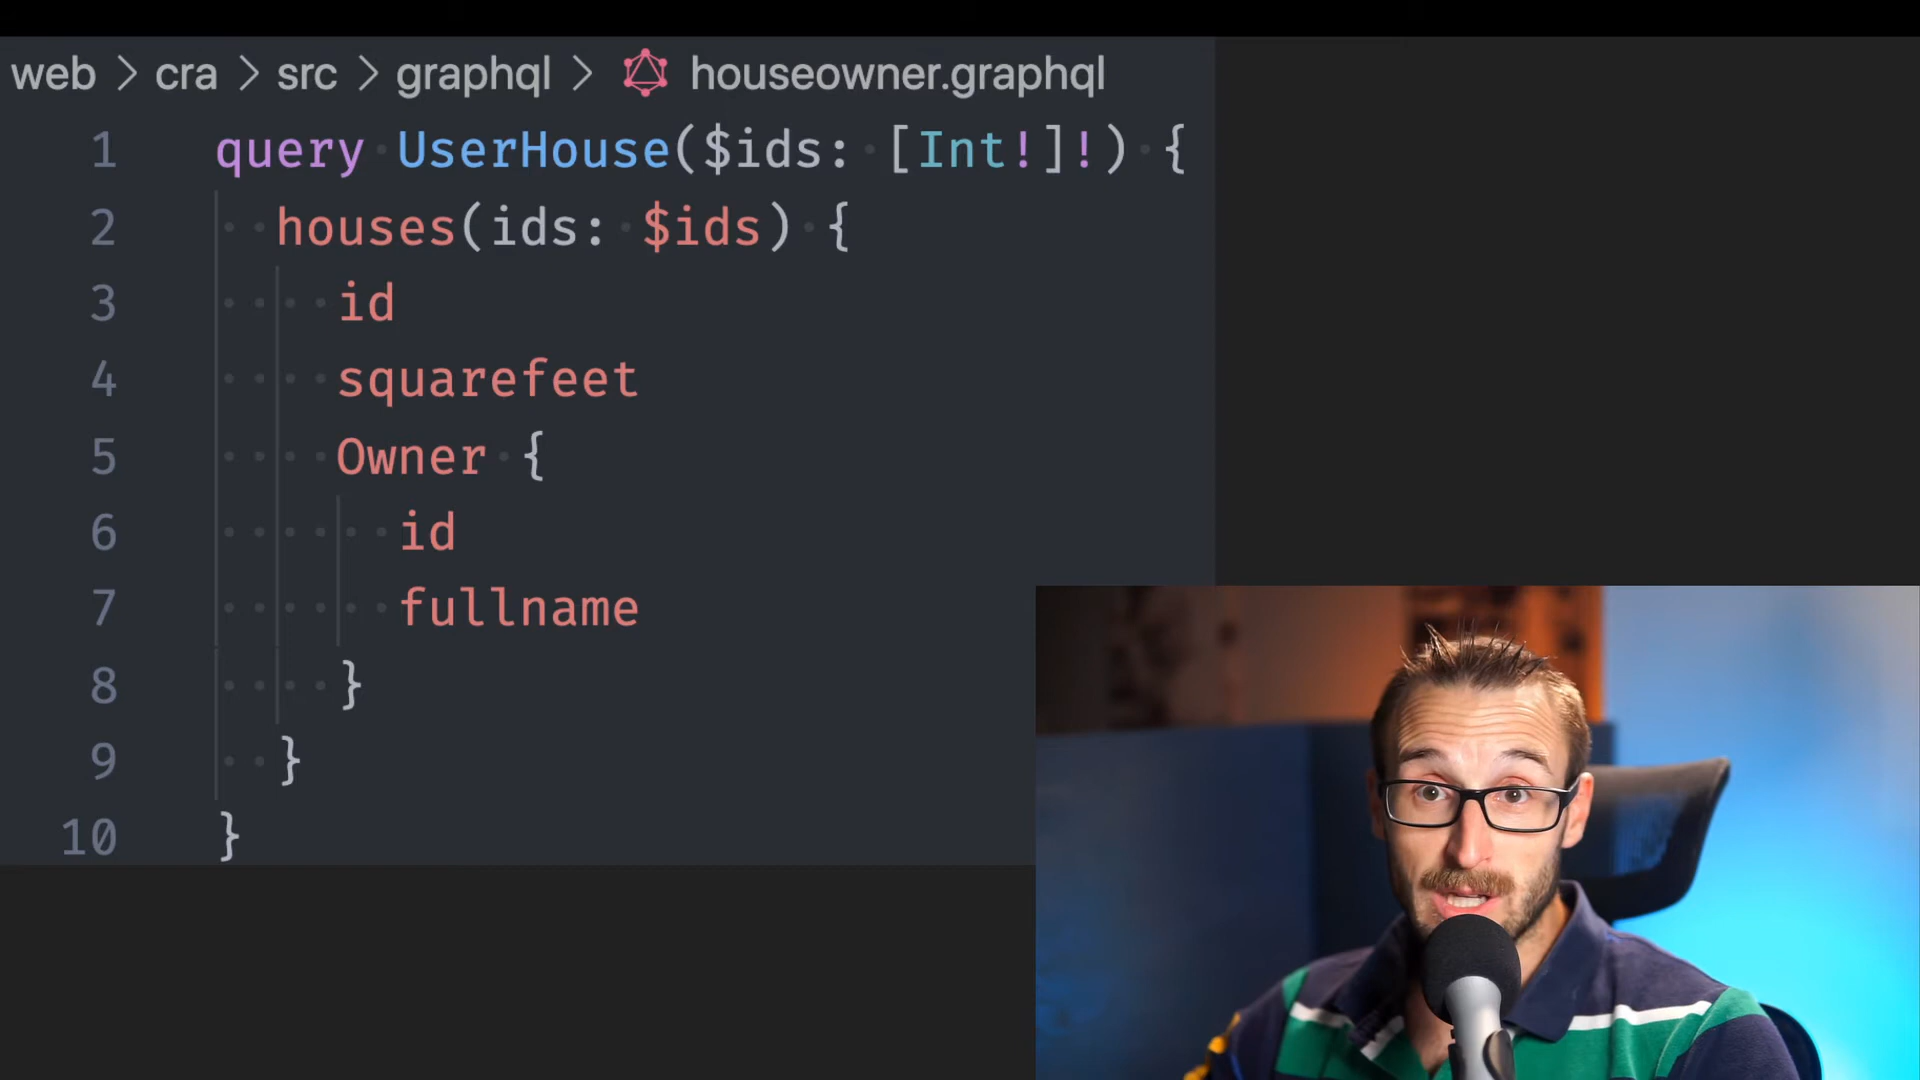 web > cra > src > graphql > houseowner.graphql
1 query UserHouse($ids: [Int!]!) {
2 houses(ids: $ids) {
3 id
4 squarefeet
5 Owner {
6 id
7 fullname
8 }
9 }
10 }